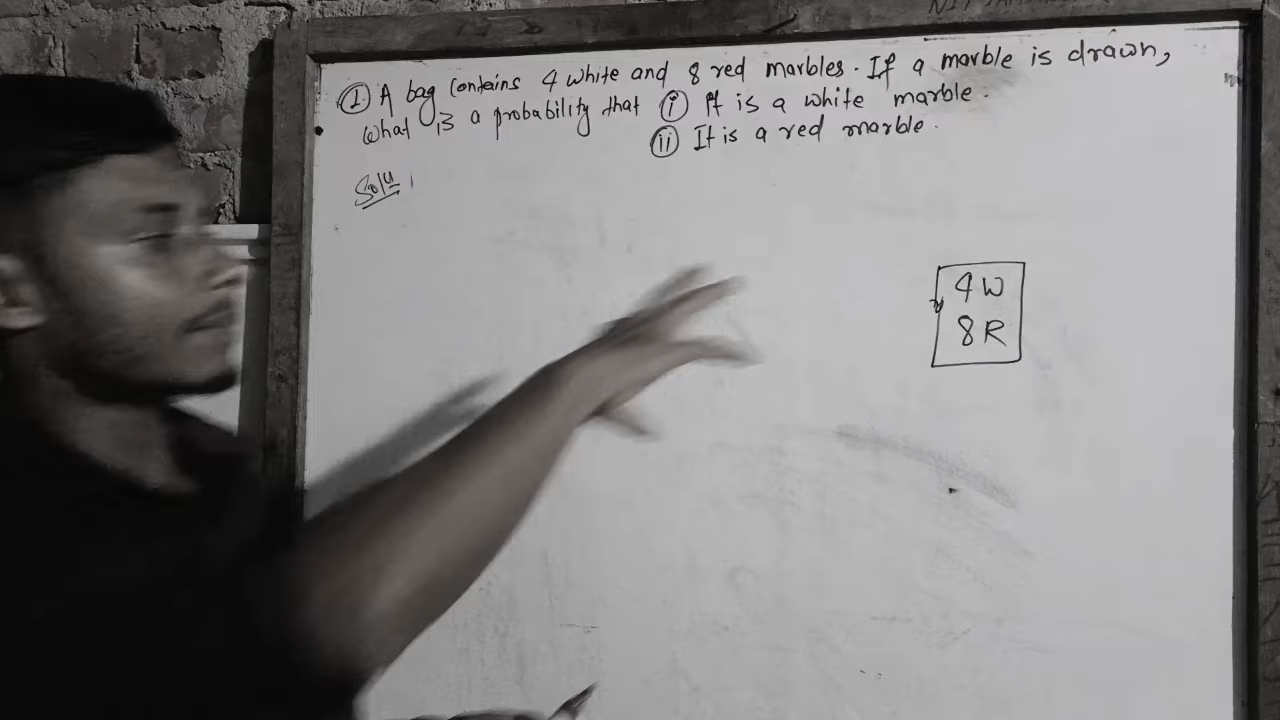 ① A bag Contains 4 white and 8 red marbles. If a marble is drawn,
what is a probability that ⓘ It is a white marble.
ⓘⓘ It is a red marble.
Solu
4W
8R